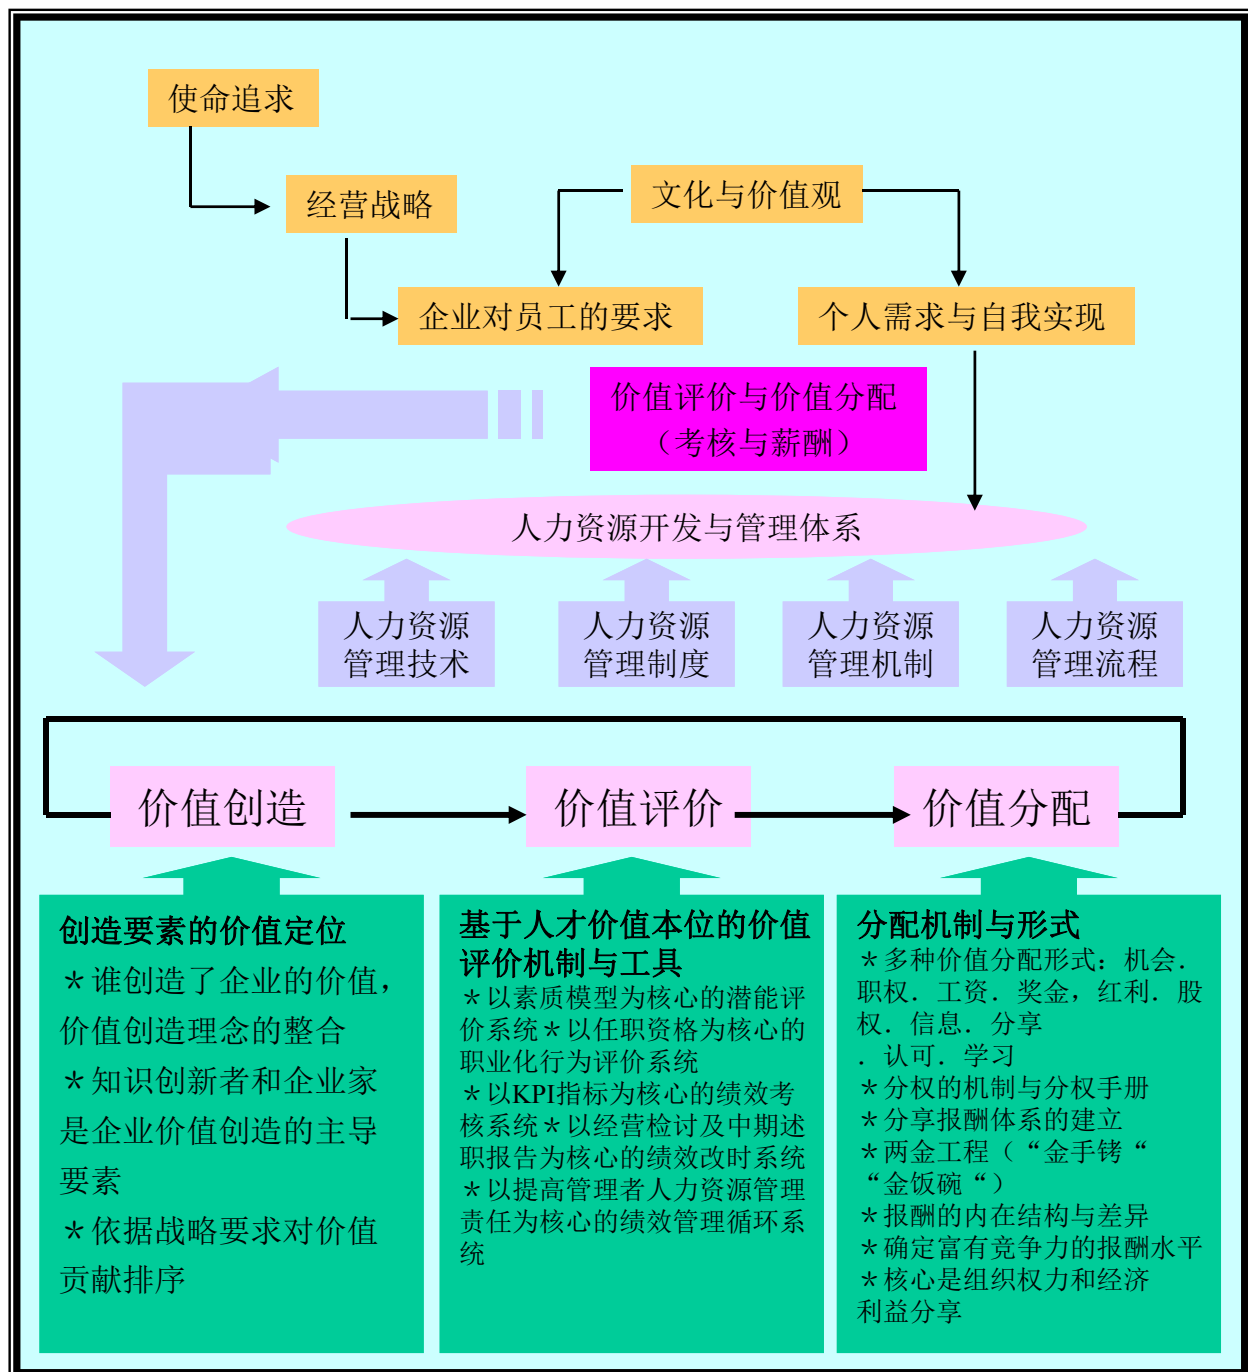 使命追求
经营战略
文化与价值观
企业对员工的要求
个人需求与自我实现
价值评价与价值分配
（考核与薪酬）
人力资源开发与管理体系
人力资源
管理技术
人力资源
管理制度
人力资源
管理机制
人力资源
管理流程
价值创造
价值评价
价值分配
创造要素的价值定位
＊谁创造了企业的价值，
价值创造理念的整合
＊知识创新者和企业家
是企业价值创造的主导
要素
＊依据战略要求对价值
贡献排序
基于人才价值本位的价值
评价机制与工具
＊以素质模型为核心的潜能评
价系统＊以任职资格为核心的
职业化行为评价系统
＊以KPI指标为核心的绩效考
核系统＊以经营检讨及中期述
职报告为核心的绩效改时系统
＊以提高管理者人力资源管理
责任为核心的绩效管理循环系
统
分配机制与形式
＊多种价值分配形式：机会．
职权．工资．奖金，红利．股
权．信息．分享
．认可．学习
＊分权的机制与分权手册
＊分享报酬体系的建立
＊两金工程（“金手铐“
“金饭碗“）
＊报酬的内在结构与差异
＊确定富有竞争力的报酬水平
＊核心是组织权力和经济
利益分享